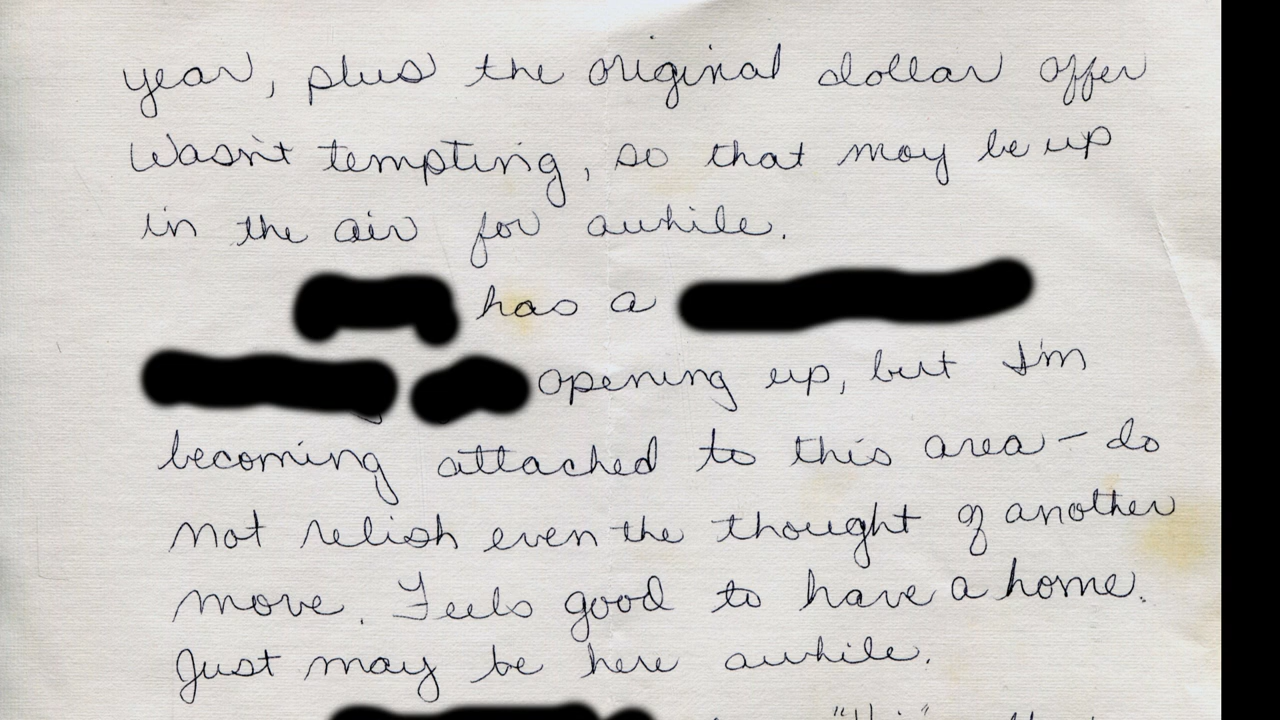 year, plus the original dollar offer
wasn't tempting, so that may be up
in the air for awhile.
has a
opening up, but I'm
becoming attached to this area - do
not relish even the thought of another
move. Feels good to have a home.
Just may be here awhile.